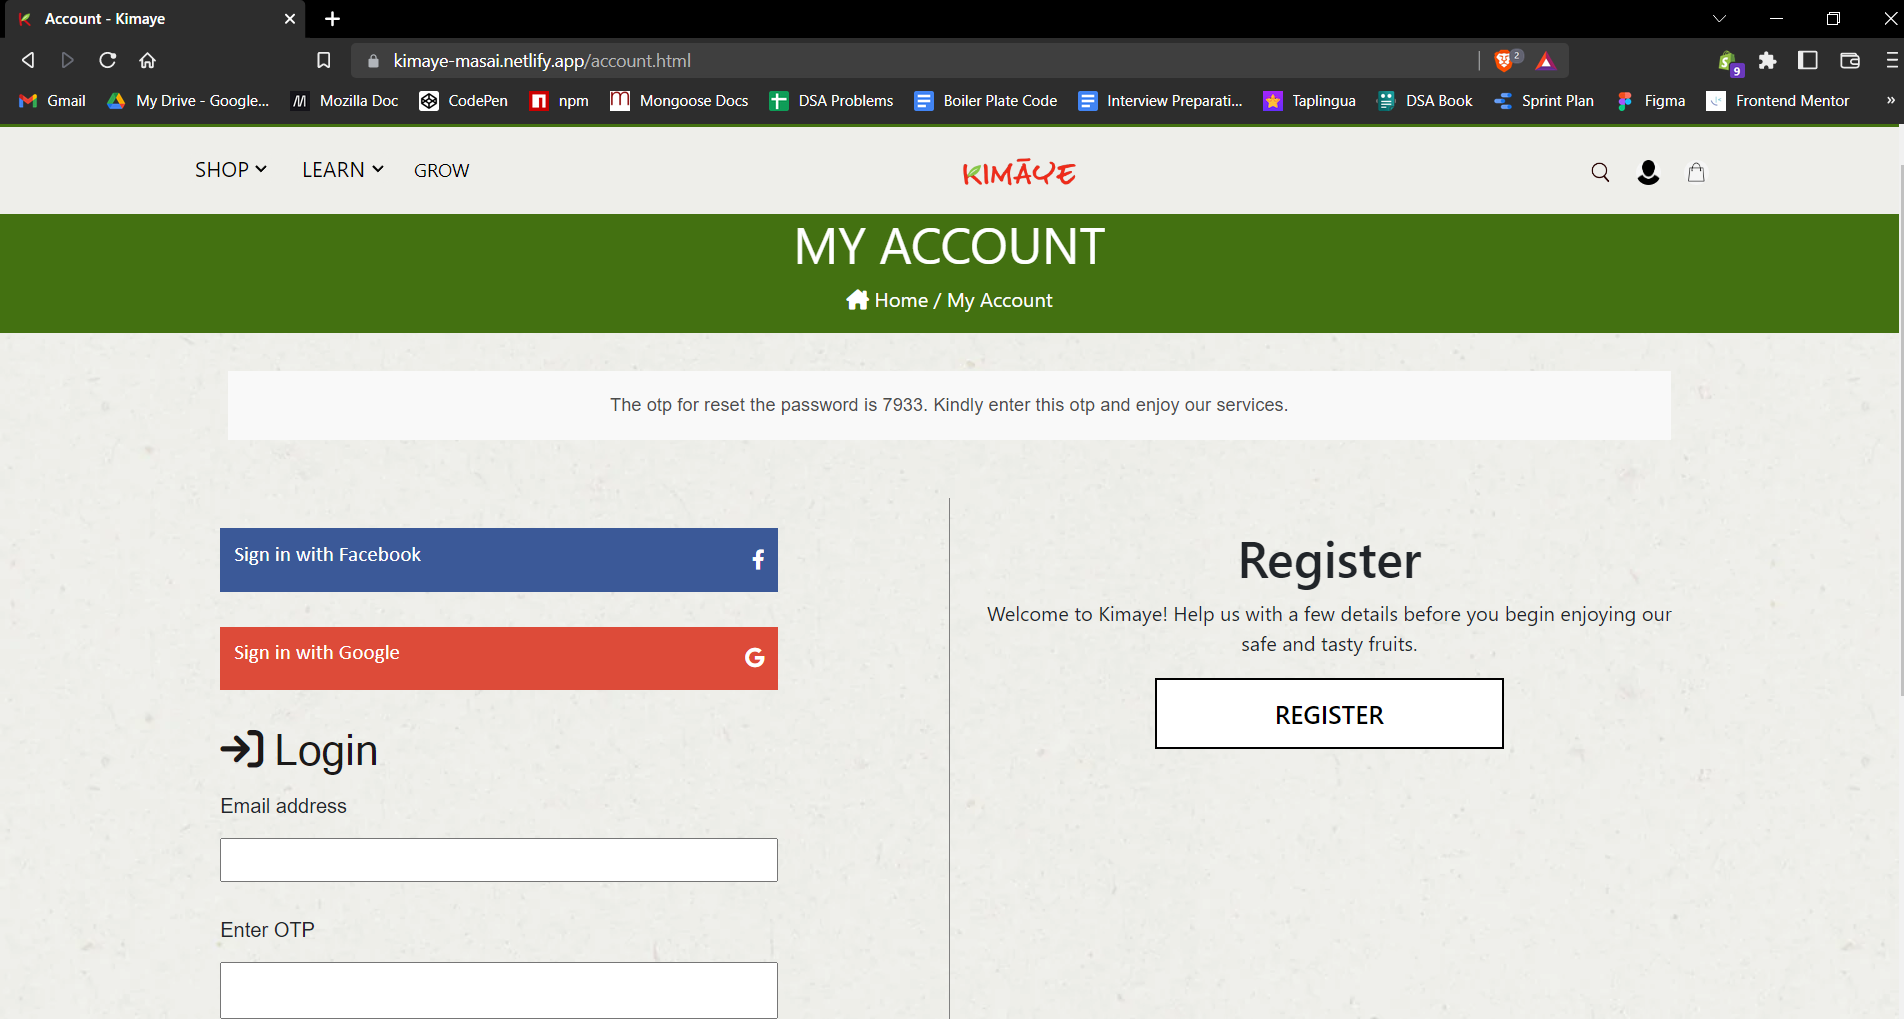 Account - Kimaye
kimaye-masai.netlify.app/account.html
2
9
Gmail
My Drive - Google...
Mozilla Doc
CodePen
npm
Mongoose Docs
DSA Problems
Boiler Plate Code
Interview Preparati...
Taplingua
DSA Book
Sprint Plan
Figma
Frontend Mentor
»
SHOP
LEARN
GROW
KIMĀYE
MY ACCOUNT
Home / My Account
The otp for reset the password is 7933. Kindly enter this otp and enjoy our services.
Sign in with Facebook
Sign in with Google
Login
Email address
Enter OTP
Register
Welcome to Kimaye! Help us with a few details before you begin enjoying our
safe and tasty fruits.
REGISTER